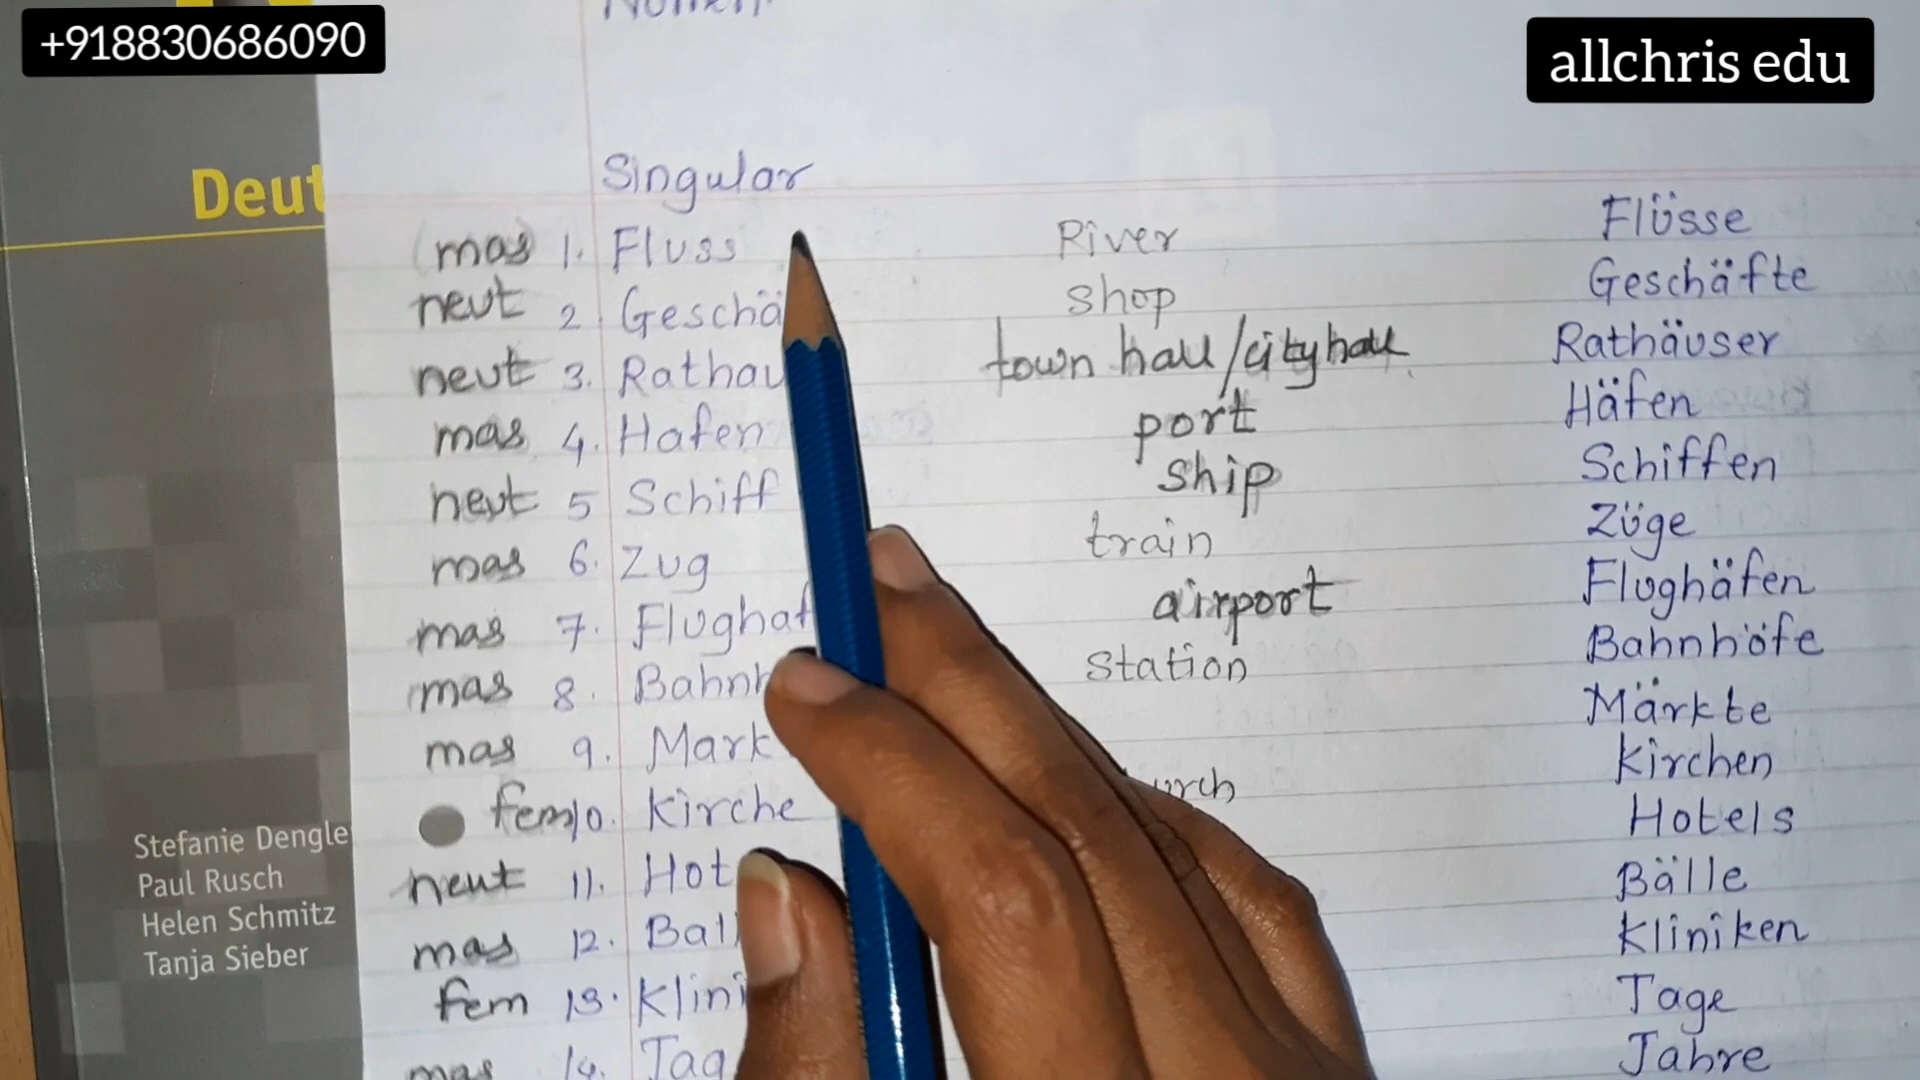 +918830686090
allchris edu
Deut
Singular
mas 1. Fluss River Flüsse
neut 2 Geschä shop Geschäfte
neut 3. Rathau town hall/city hall Rathäuser
mas 4. Hafen port Häfen
neut 5 Schiff ship Schiffen
mas 6. Zug train Züge
mas 7. Flughaf airport Flughäfen
mas 8. Bahnh station Bahnhöfe
mas 9. Mark Märkte
fem 10. Kirche urch Kirchen
neut 11. Hot Hotels
mas 12. Ball Bälle
fem 13. Klini Kliniken
mas 14. Tag Tage
Jahre
Stefanie Dengle
Paul Rusch
Helen Schmitz
Tanja Sieber